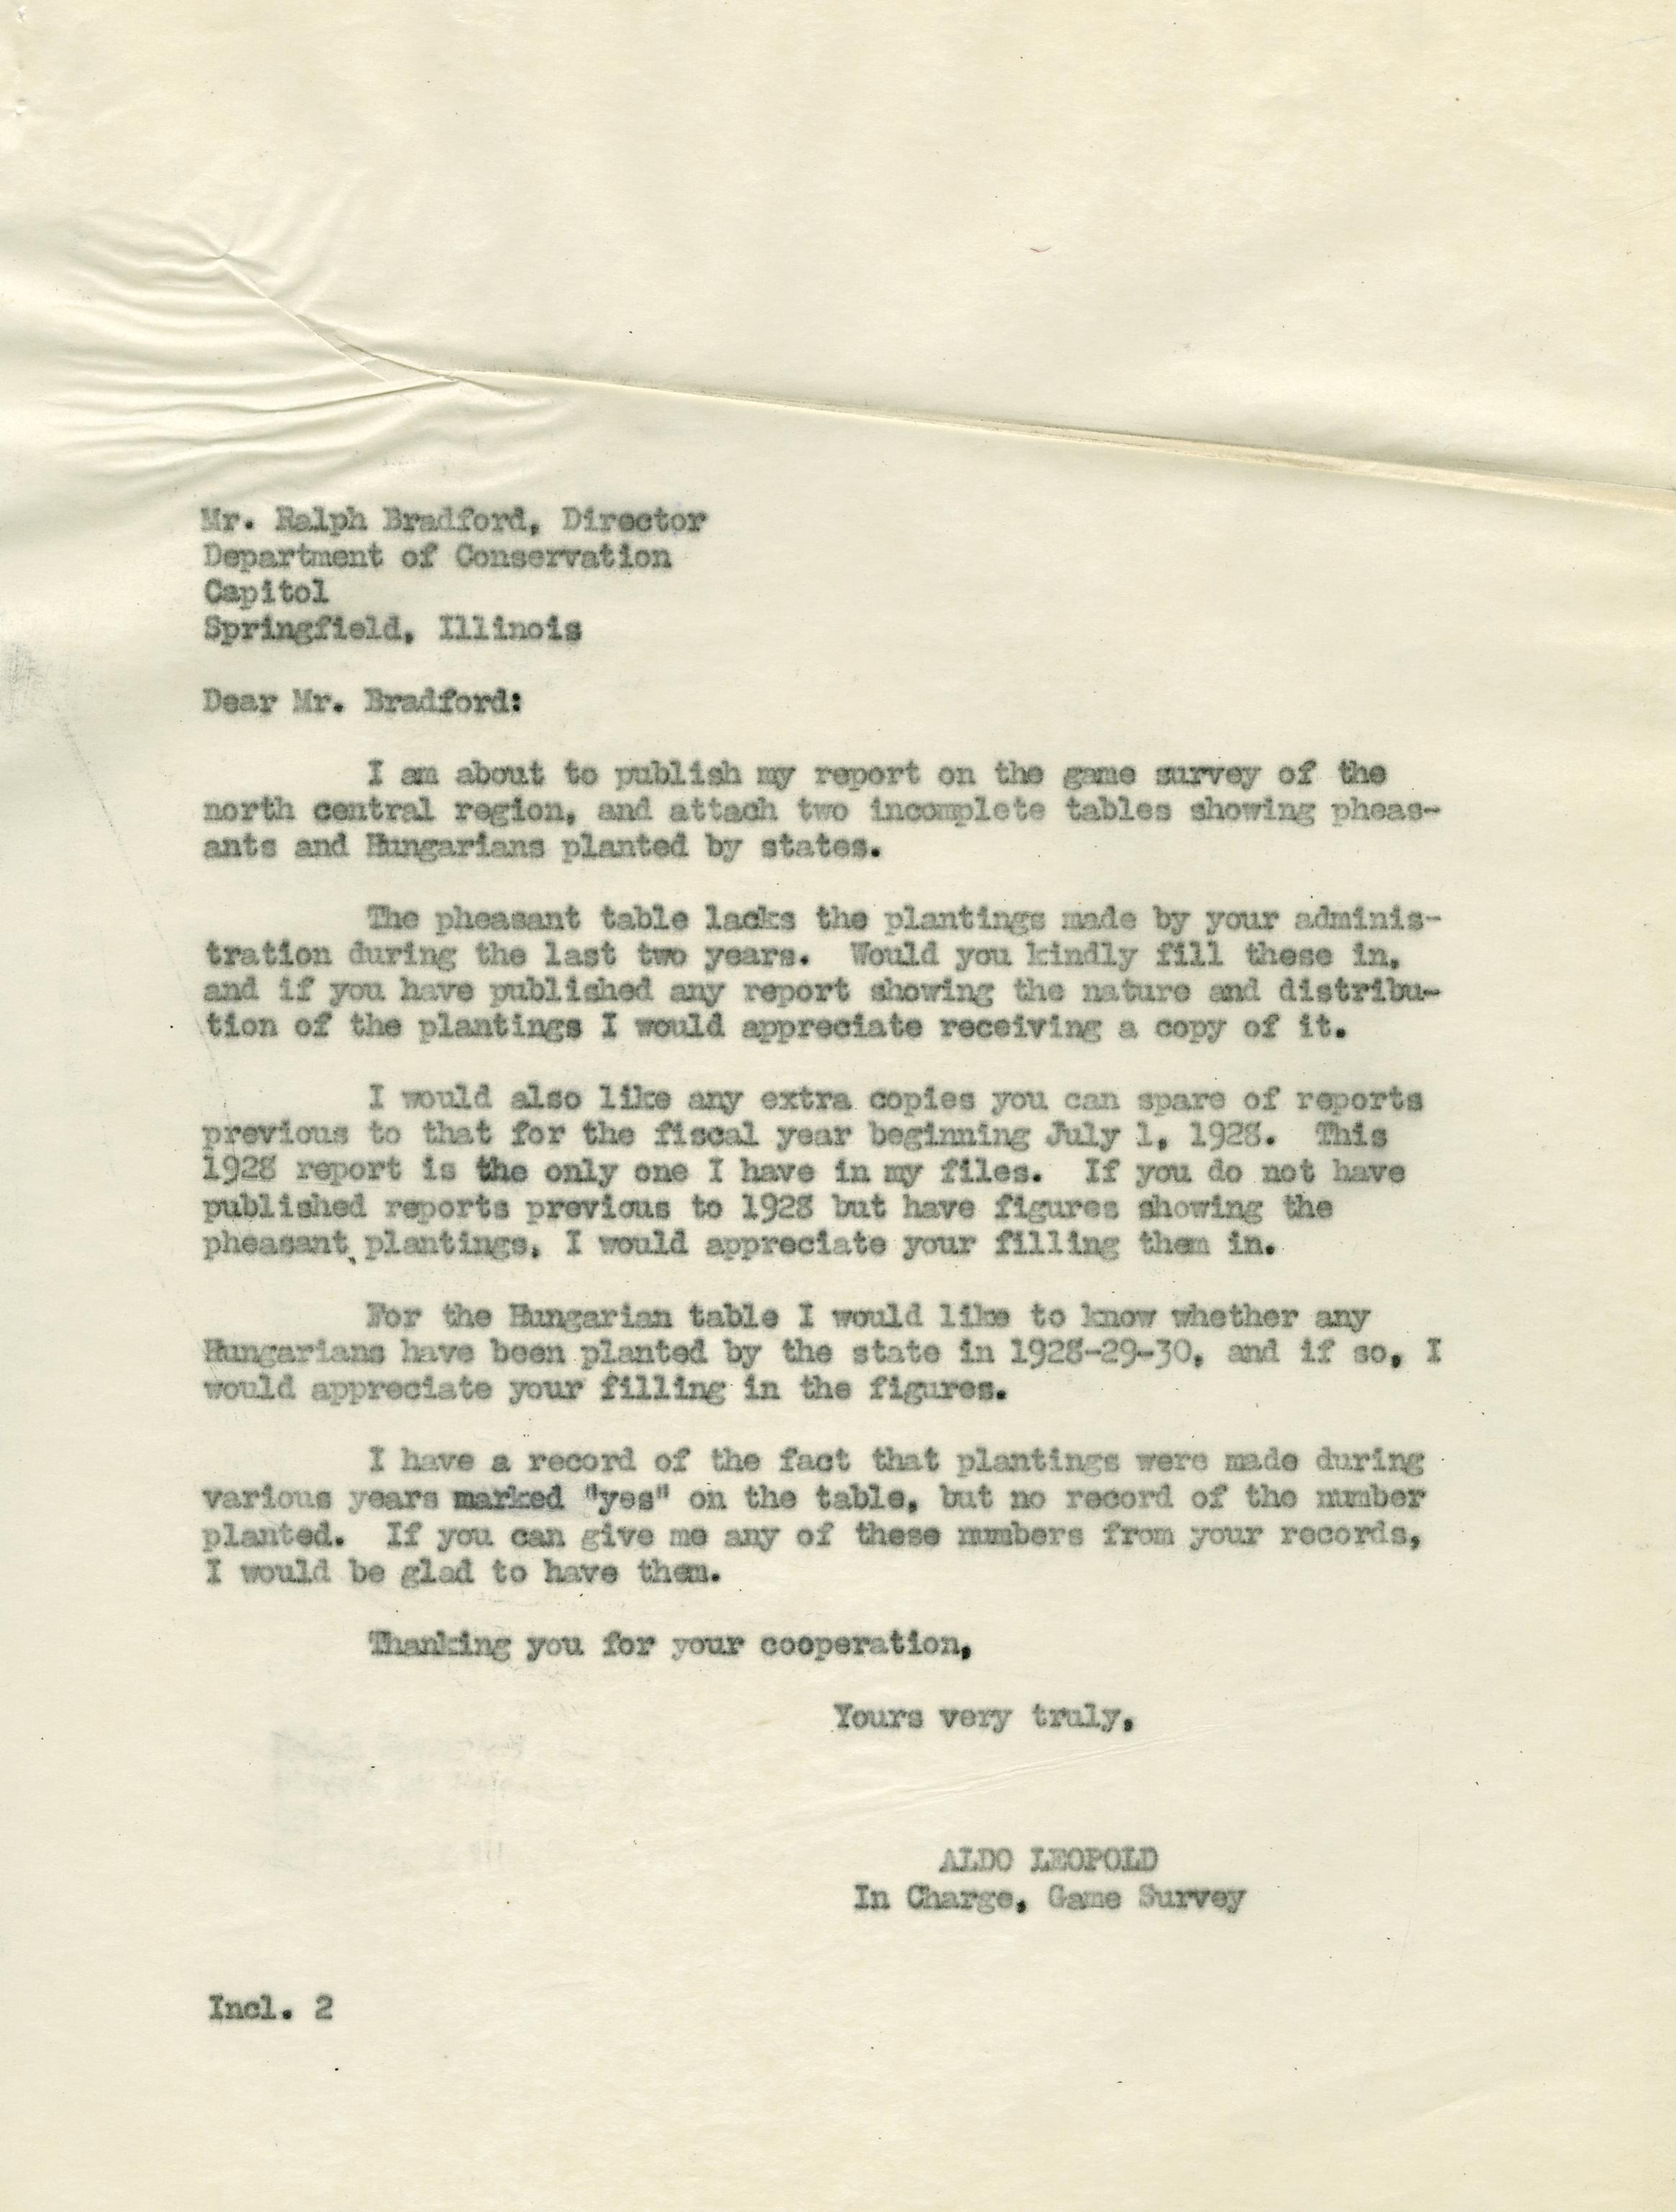 Mr. Ralph Bradford, Director
Department of Conservation
Capitol
Springfield, Illinois
Dear Mr. Bradford:
I am about to publish my report on the game survey of the
north central region, and attach two incomplete tables showing pheas-
ants and Hungarians planted by states.
The pheasant table lacks the plantings made by your adminis-
tration during the last two years. Would you kindly fill these in,
and if you have published any report showing the nature and distribu-
tion of the plantings I would appreciate receiving a copy of it.
I would also like any extra copies you can spare of reports
previous to that for the fiscal year beginning July 1, 1928. This
1928 report is the only one I have in my files. If you do not have
published reports previous to 1928 but have figures showing the
pheasant plantings, I would appreciate your filling them in.
For the Hungarian table I would like to know whether any
Hungarians have been planted by the state in 1928-29-30, and if so, I
would appreciate your filling in the figures.
I have a record of the fact that plantings were made during
various years marked "yes" on the table, but no record of the number
planted. If you can give me any of these numbers from your records,
I would be glad to have them.
Thanking you for your cooperation,
Yours very truly,
ALDO LEOPOLD
In Charge, Game Survey
Incl. 2